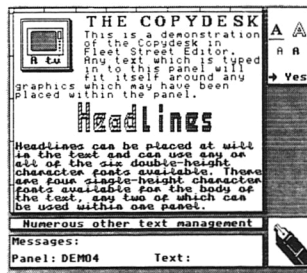 THE COPYDESK
This is a demonstration
of the Copydesk in
Fleet Street Editor.
Any text which is typed
in to this panel will
fit itself around any
graphics which may have been
placed within the panel.
A tv
HeadLines
Headlines can be placed at will
in the text and can use any or
all of the six double-height
character fonts available. There
are four single-height character
fonts available for the body of
the text, any two of which can
be used within one panel.
Numerous other text management
Messages:
Panel: DEMO4 Text:
A A
A A
→ Yes